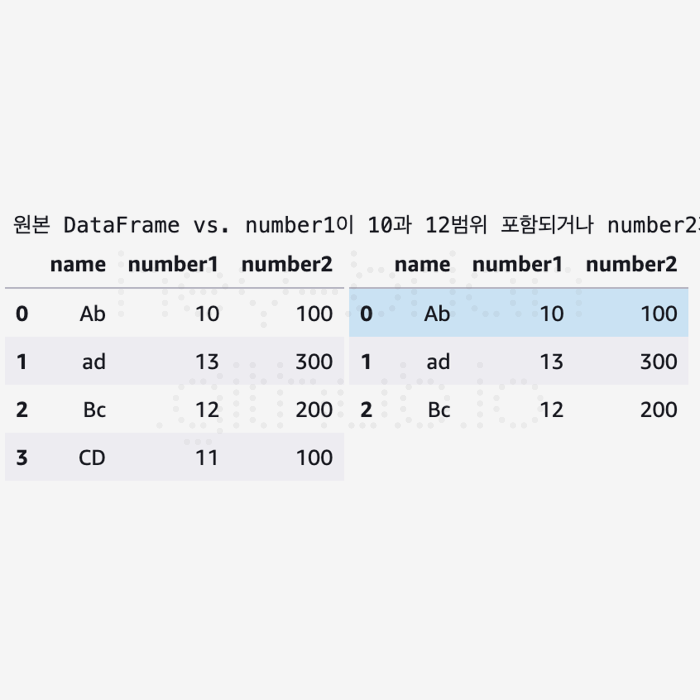 원본 DataFrame vs. number1이 10과 12범위 포함되거나 number2
name number1 number2 name number1 number2
0 Ab 10 100 0 Ab 10 100
1 ad 13 300 1 ad 13 300
2 Bc 12 200 2 Bc 12 200
3 CD 11 100